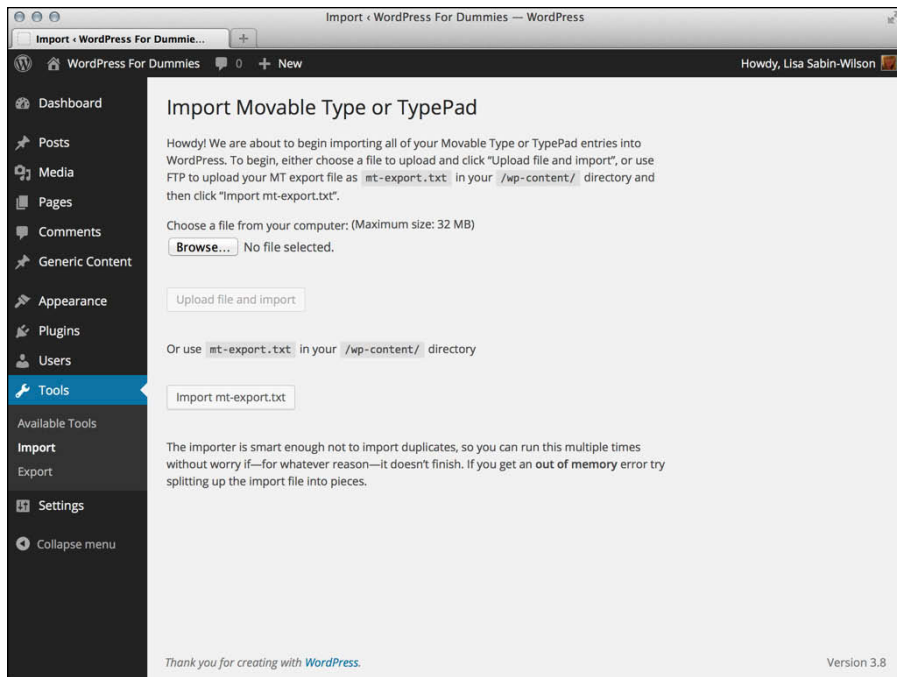 Import ‹ WordPress For Dummies — WordPress
Import ‹ WordPress For Dummie...
WordPress For Dummies 0 + New Howdy, Lisa Sabin-Wilson
Dashboard
Posts
Media
Pages
Comments
Generic Content
Appearance
Plugins
Users
Tools
Available Tools
Import
Export
Settings
Collapse menu
Import Movable Type or TypePad
Howdy! We are about to begin importing all of your Movable Type or TypePad entries into
WordPress. To begin, either choose a file to upload and click “Upload file and import”, or use
FTP to upload your MT export file as mt-export.txt in your /wp-content/ directory and
then click “Import mt-export.txt”.
Choose a file from your computer: (Maximum size: 32 MB)
Browse... No file selected.
Upload file and import
Or use mt-export.txt in your /wp-content/ directory
Import mt-export.txt
The importer is smart enough not to import duplicates, so you can run this multiple times
without worry if—for whatever reason—it doesn’t finish. If you get an out of memory error try
splitting up the import file into pieces.
Thank you for creating with WordPress. Version 3.8